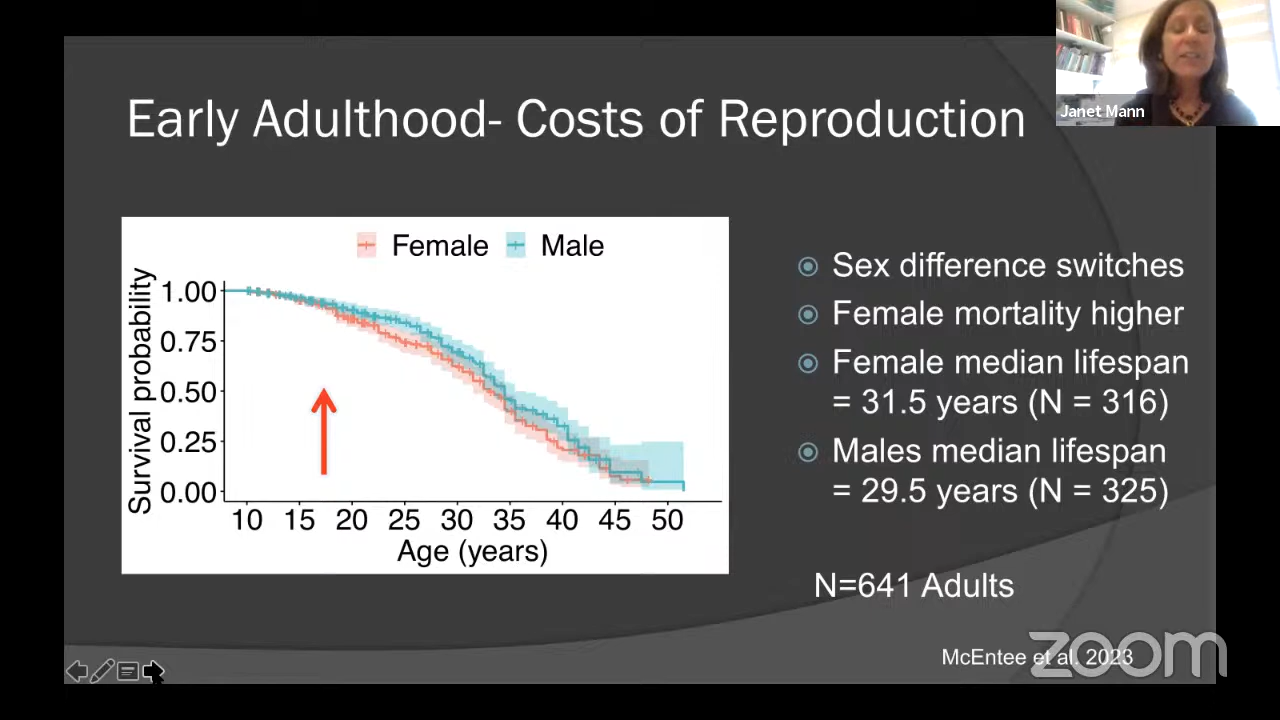 Janet Mann
Early Adulthood- Costs of Reproduction
Female Male
Survival probability
1.00
0.75
0.50
0.25
0.00
10 15 20 25 30 35 40 45 50
Age (years)
Sex difference switches
Female mortality higher
Female median lifespan
= 31.5 years (N = 316)
Males median lifespan
= 29.5 years (N = 325)
N=641 Adults
McEntee et al. 2023
zoom